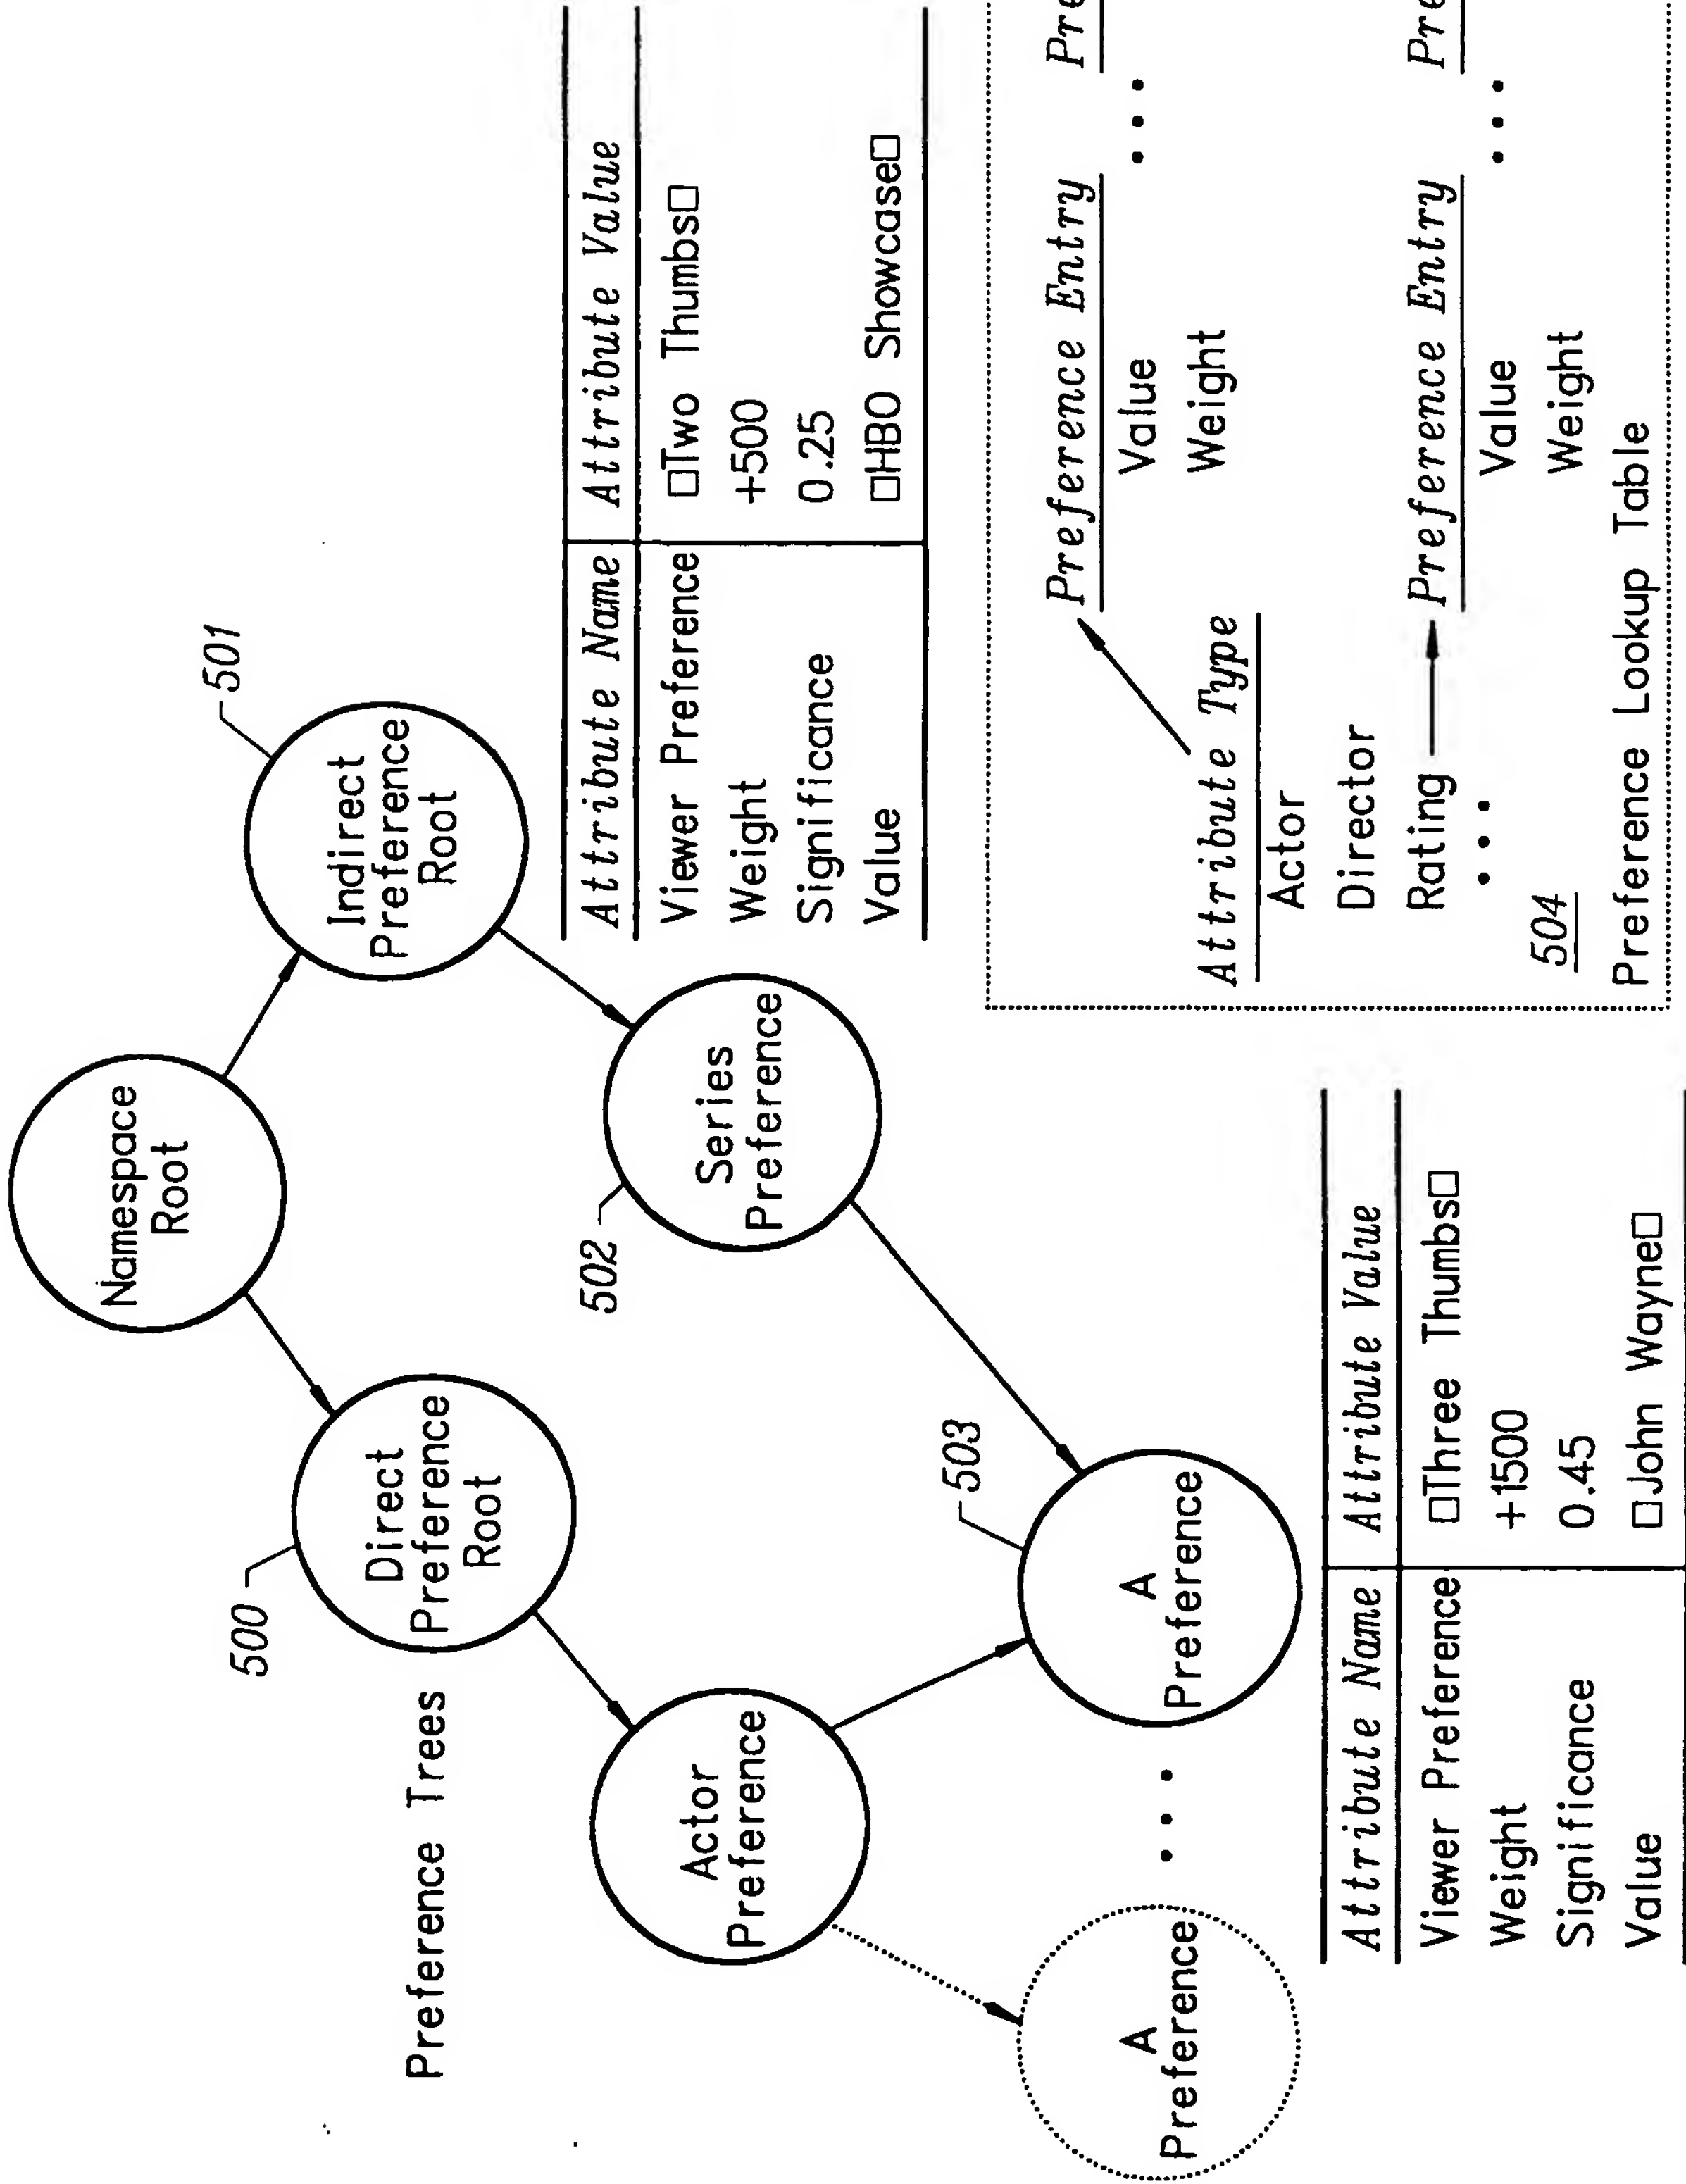 Namespace
Root
501
Indirect
Preference
Root
500
Direct
Preference
Root
Preference Trees
502
Series
Preference
Actor
Preference
503
A
Preference
...
A
Preference
Attribute Name Attribute Value
Viewer Preference □Two Thumbs□
Weight +500
Significance 0.25
Value □HBO Showcase□
Attribute Name Attribute Value
Viewer Preference □Three Thumbs□
Weight +1500
Significance 0.45
Value □John Wayne□
Preference Entry ... Pre
Value
Weight
Attribute Type
Actor
Director
Rating Preference Entry ... Pre
... Value
Weight
504
Preference Lookup Table